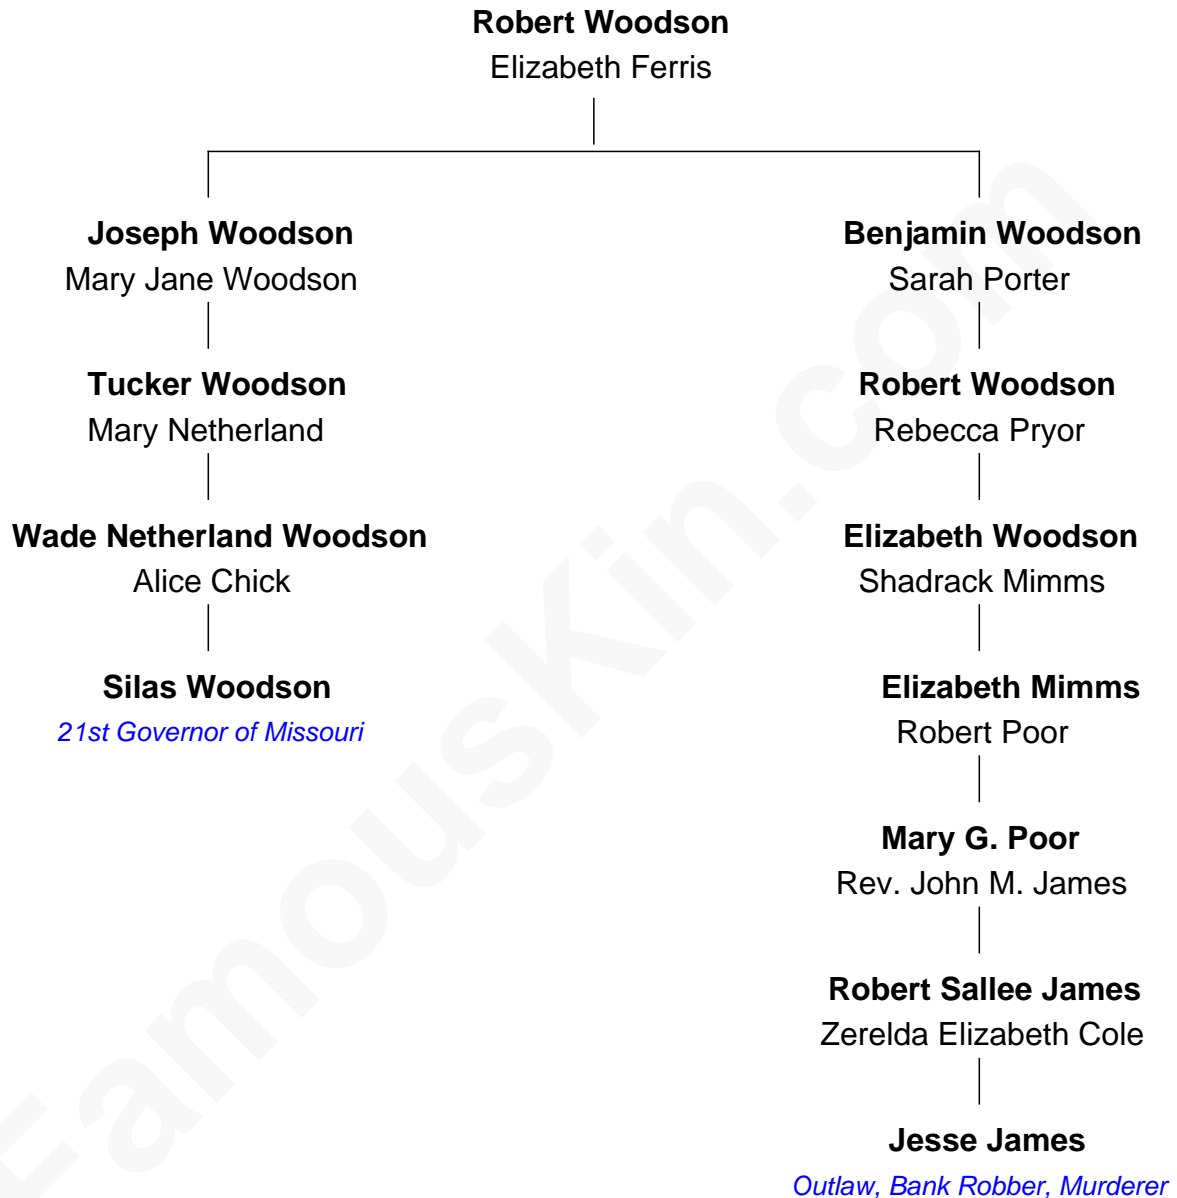 Robert Woodson
Elizabeth Ferris
Joseph Woodson
Mary Jane Woodson
Tucker Woodson
Mary Netherland
Wade Netherland Woodson
Alice Chick
Silas Woodson
21st Governor of Missouri
Benjamin Woodson
Sarah Porter
Robert Woodson
Rebecca Pryor
Elizabeth Woodson
Shadrack Mimms
Elizabeth Mimms
Robert Poor
Mary G. Poor
Rev. John M. James
Robert Sallee James
Zerelda Elizabeth Cole
Jesse James
Outlaw, Bank Robber, Murderer
FamousKin.com